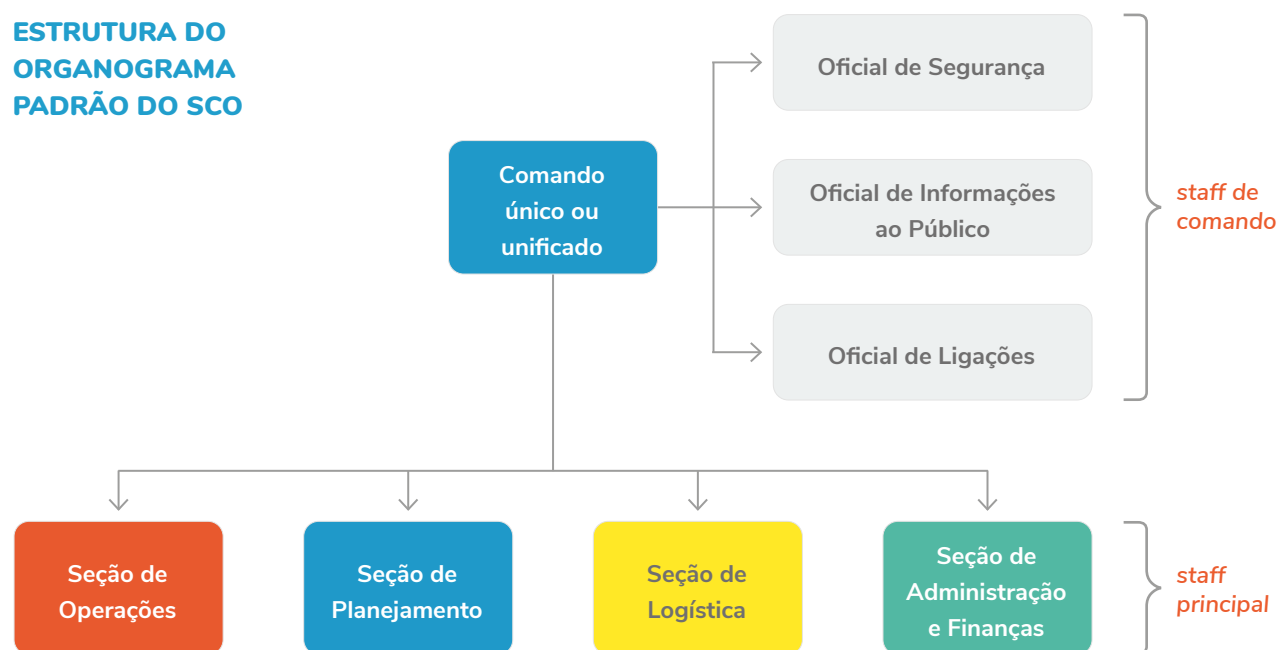 ESTRUTURA DO
ORGANOGRAMA
PADRÃO DO SCO
Oficial de Segurança
Comando
único ou
unificado
Oficial de Informações
ao Público
staff de
comando
Oficial de Ligações
Seção de
Operações
Seção de
Planejamento
Seção de
Logística
Seção de
Administração
e Finanças
staff
principal